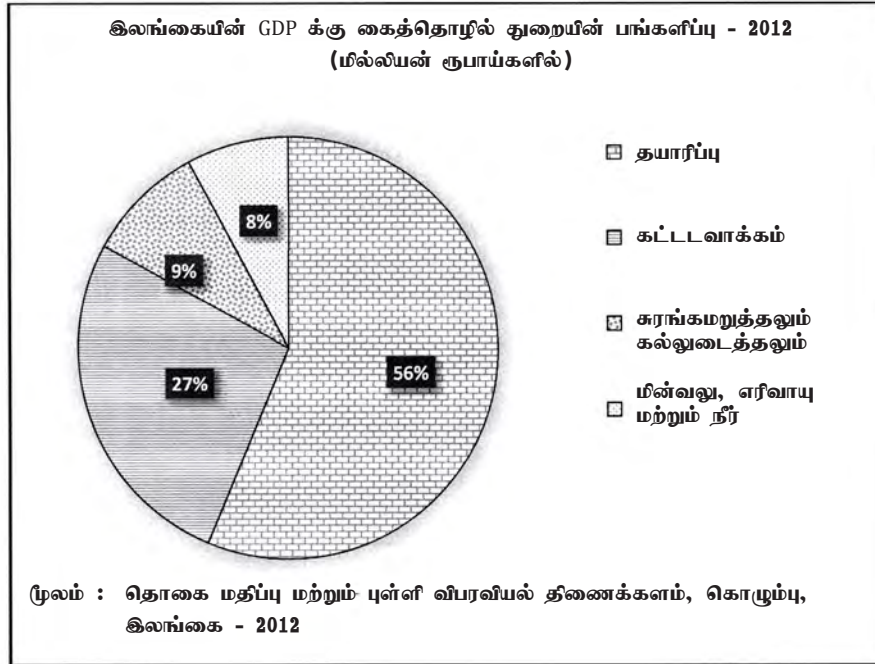 இலங்கையின் GDP க்கு கைத்தொழில் துறையின் பங்களிப்பு - 2012
(மில்லியன் ரூபாய்களில்)
தயாரிப்பு
கட்டடவாக்கம்
சுரங்கமறுத்தலும்
கல்லுடைத்தலும்
மின்வலு, எரிவாயு
மற்றும் நீர்
8%
9%
27%
56%
மூலம் : தொகை மதிப்பு மற்றும் புள்ளி விபரவியல் திணைக்களம், கொழும்பு,
இலங்கை - 2012